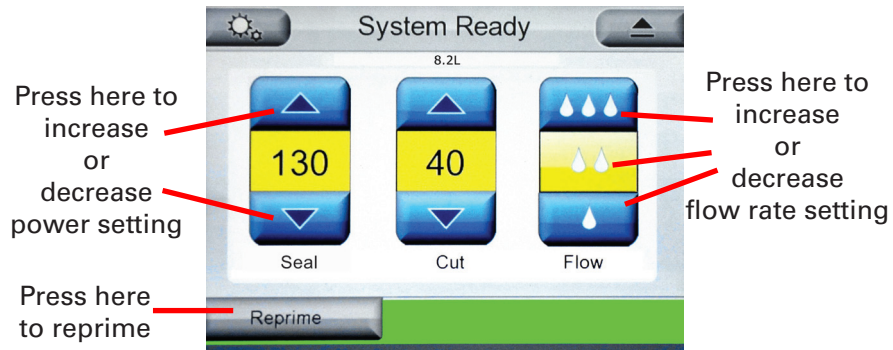 System Ready
8.2L
Press here to
increase
or
decrease
power setting
130
40
Seal
Cut
Flow
Press here to
increase
or
decrease
flow rate setting
Press here
to reprime
Reprime